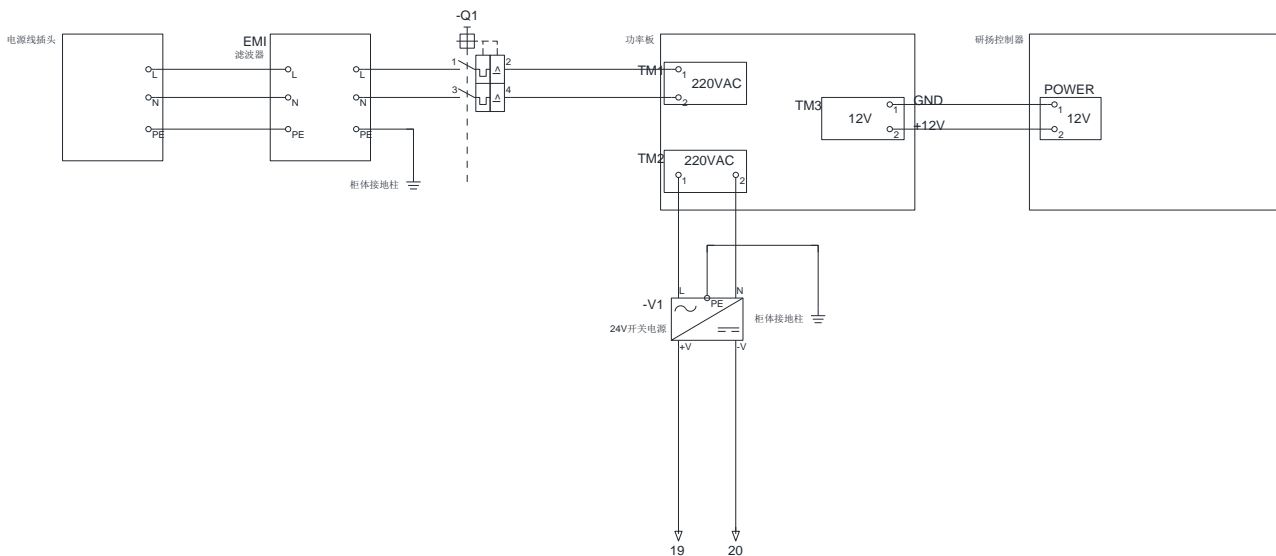 -Q1
电源线插头
EMI
滤波器
功率板
研扬控制器
L
L
L
1
2
TM1
1
220VAC
N
N
N
3
4
2
PE
PE
PE
TM3
12V
1
GND
2
+12V
POWER
1
12V
2
柜体接地柱
TM2
220VAC
1
2
L
PE
N
-V1
24V开关电源
柜体接地柱
+V
-V
19
20